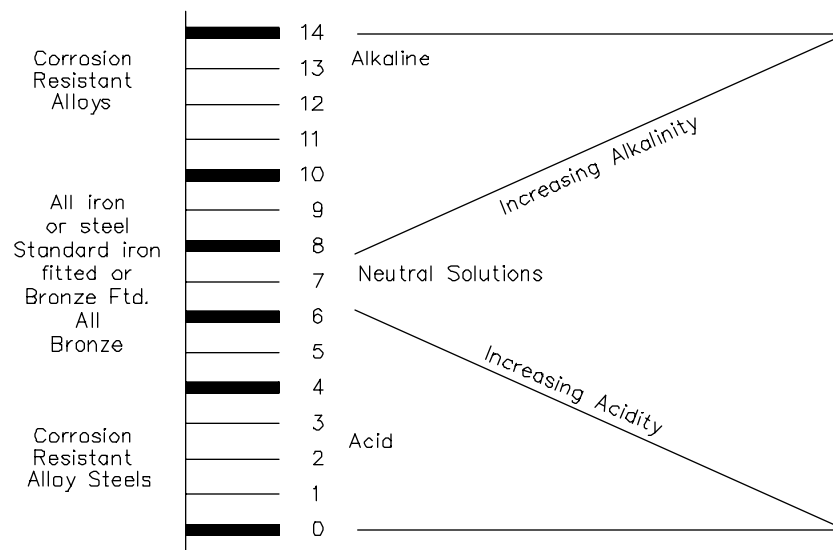 Corrosion
Resistant
Alloys
All iron
or steel
Standard iron
fitted or
Bronze Ftd.
All
Bronze
Corrosion
Resistant
Alloy Steels
14
13
12
11
10
9
8
7
6
5
4
3
2
1
0
Alkaline
Increasing Alkalinity
Neutral Solutions
Increasing Acidity
Acid